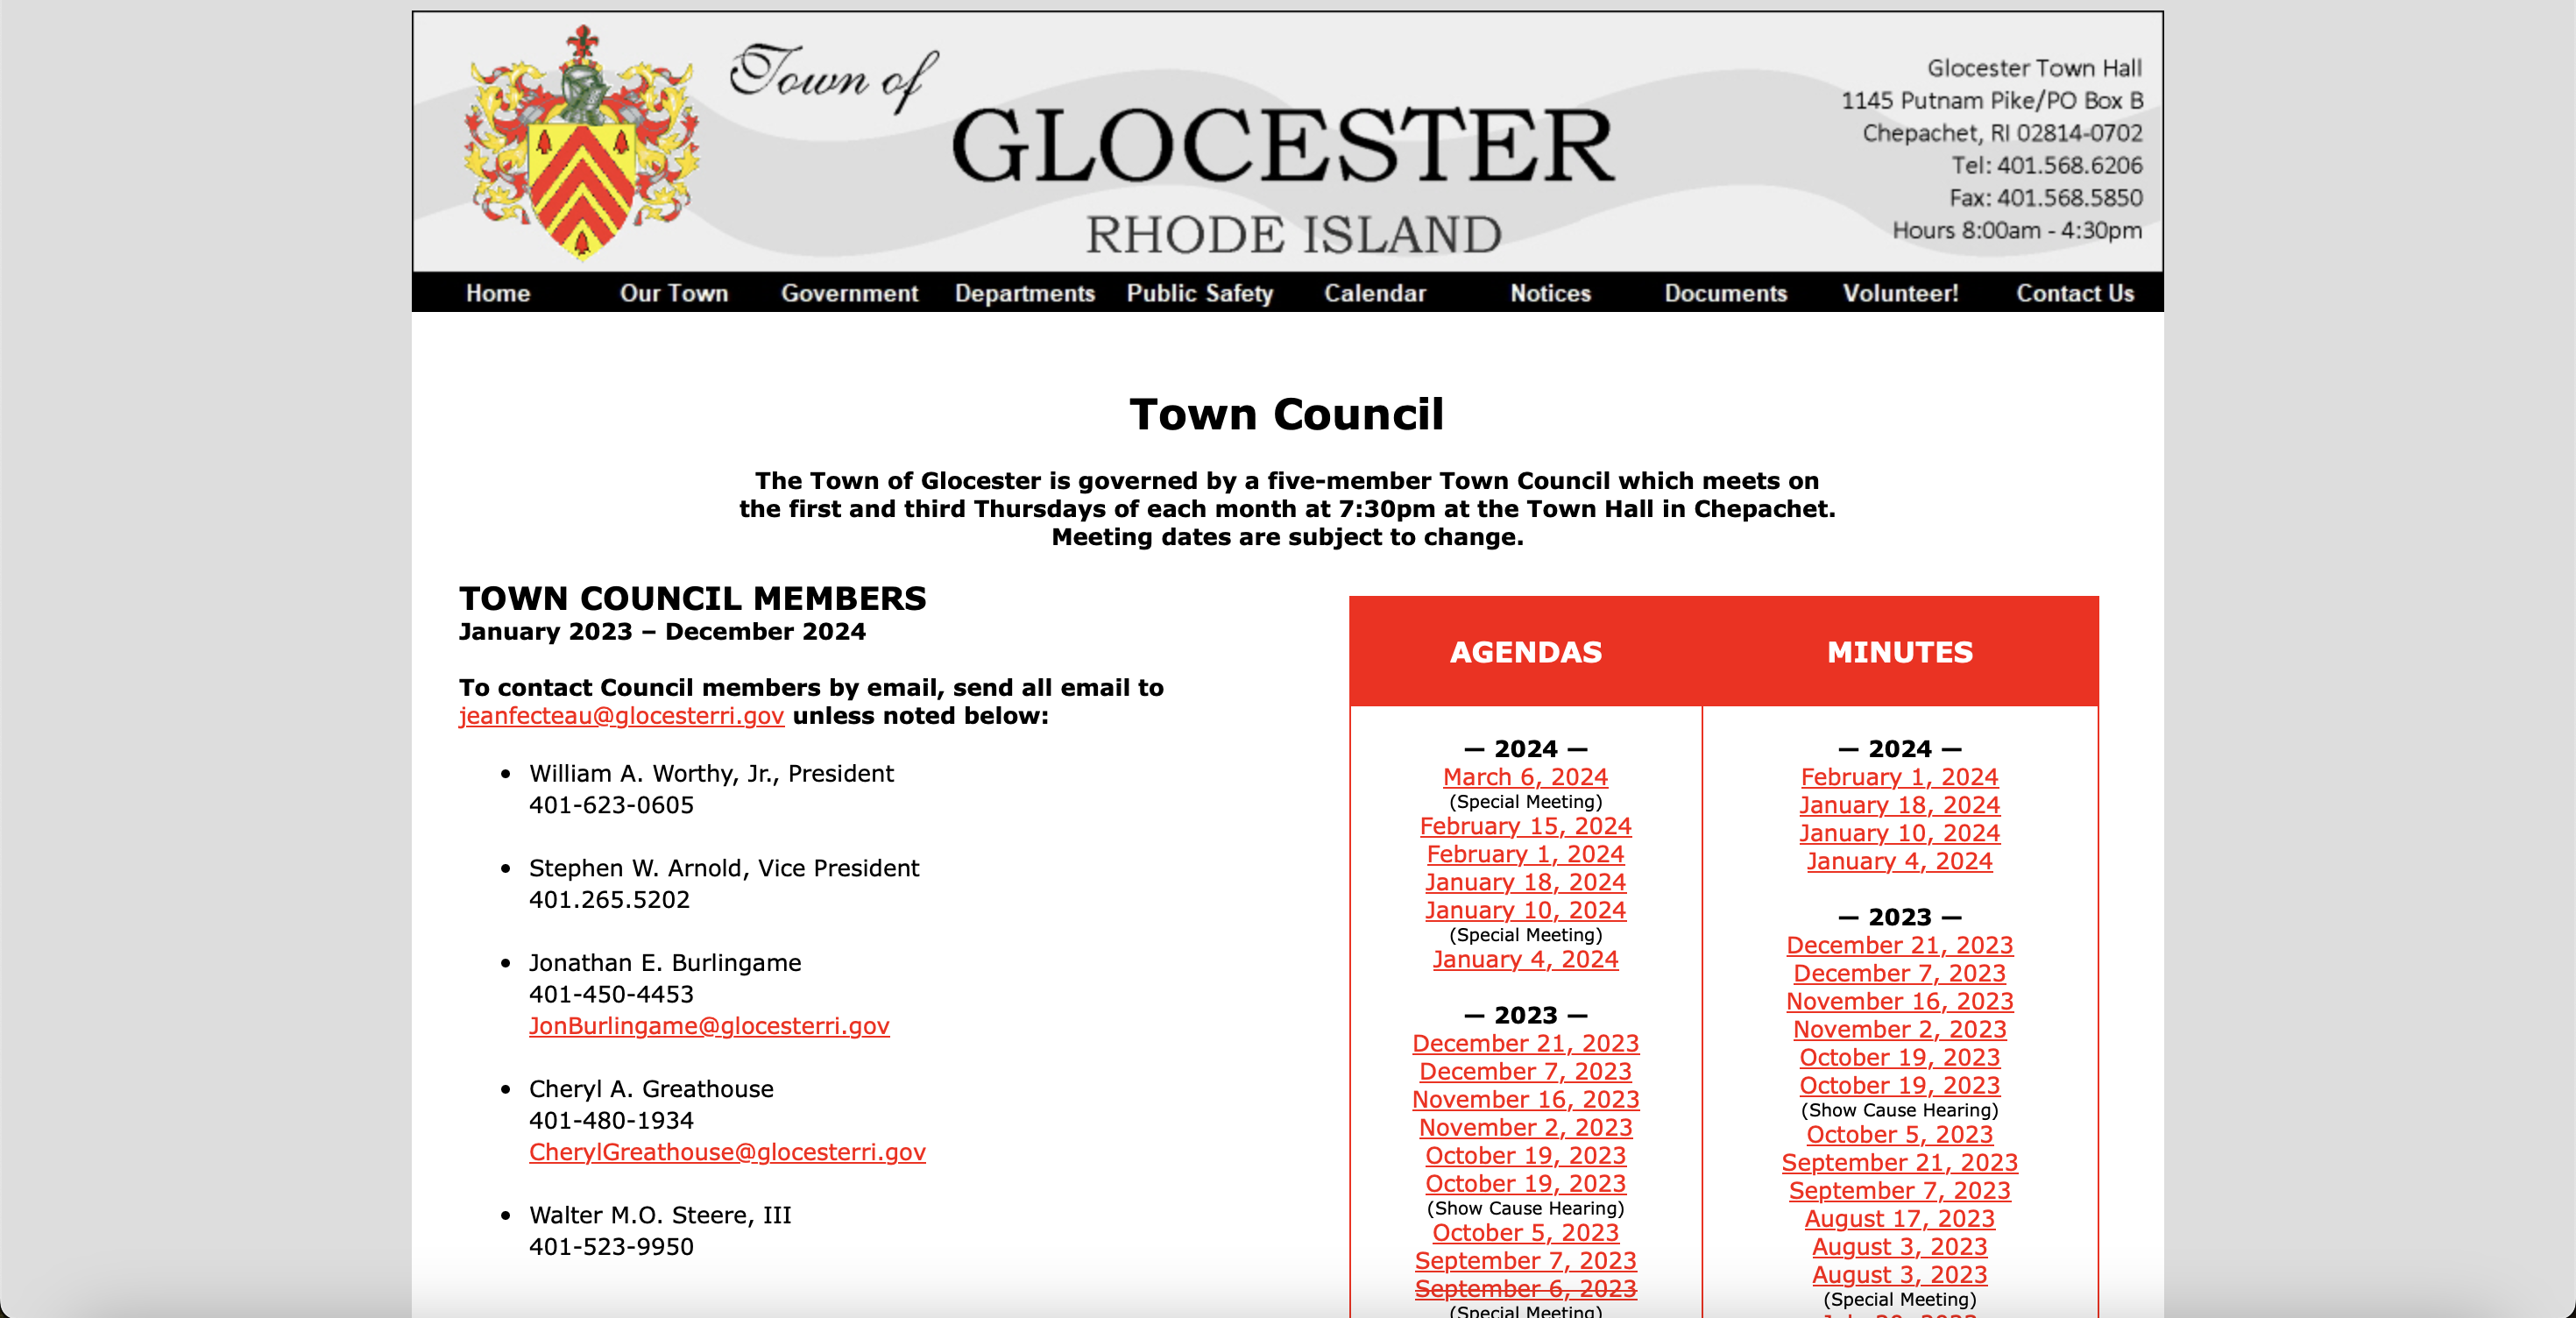 Town of
GLOCESTER
RHODE ISLAND
Glocester Town Hall
1145 Putnam Pike/PO Box B
Chepachet, RI 02814-0702
Tel: 401.568.6206
Fax: 401.568.5850
Hours 8:00am - 4:30pm
Home Our Town Government Departments Public Safety Calendar Notices Documents Volunteer! Contact Us
Town Council
The Town of Glocester is governed by a five-member Town Council which meets on
the first and third Thursdays of each month at 7:30pm at the Town Hall in Chepachet.
Meeting dates are subject to change.
TOWN COUNCIL MEMBERS
January 2023 – December 2024
To contact Council members by email, send all email to
jeanfecteau@glocesterri.gov unless noted below:
• William A. Worthy, Jr., President
401-623-0605
• Stephen W. Arnold, Vice President
401.265.5202
• Jonathan E. Burlingame
401-450-4453
JonBurlingame@glocesterri.gov
• Cheryl A. Greathouse
401-480-1934
CherylGreathouse@glocesterri.gov
• Walter M.O. Steere, III
401-523-9950
AGENDAS
— 2024 —
March 6, 2024
(Special Meeting)
February 15, 2024
February 1, 2024
January 18, 2024
January 10, 2024
(Special Meeting)
January 4, 2024
— 2023 —
December 21, 2023
December 7, 2023
November 16, 2023
November 2, 2023
October 19, 2023
October 19, 2023
(Show Cause Hearing)
October 5, 2023
September 7, 2023
September 6, 2023
(Special Meeting)
MINUTES
— 2024 —
February 1, 2024
January 18, 2024
January 10, 2024
January 4, 2024
— 2023 —
December 21, 2023
December 7, 2023
November 16, 2023
November 2, 2023
October 19, 2023
October 19, 2023
(Show Cause Hearing)
October 5, 2023
September 21, 2023
September 7, 2023
August 17, 2023
August 3, 2023
August 3, 2023
(Special Meeting)